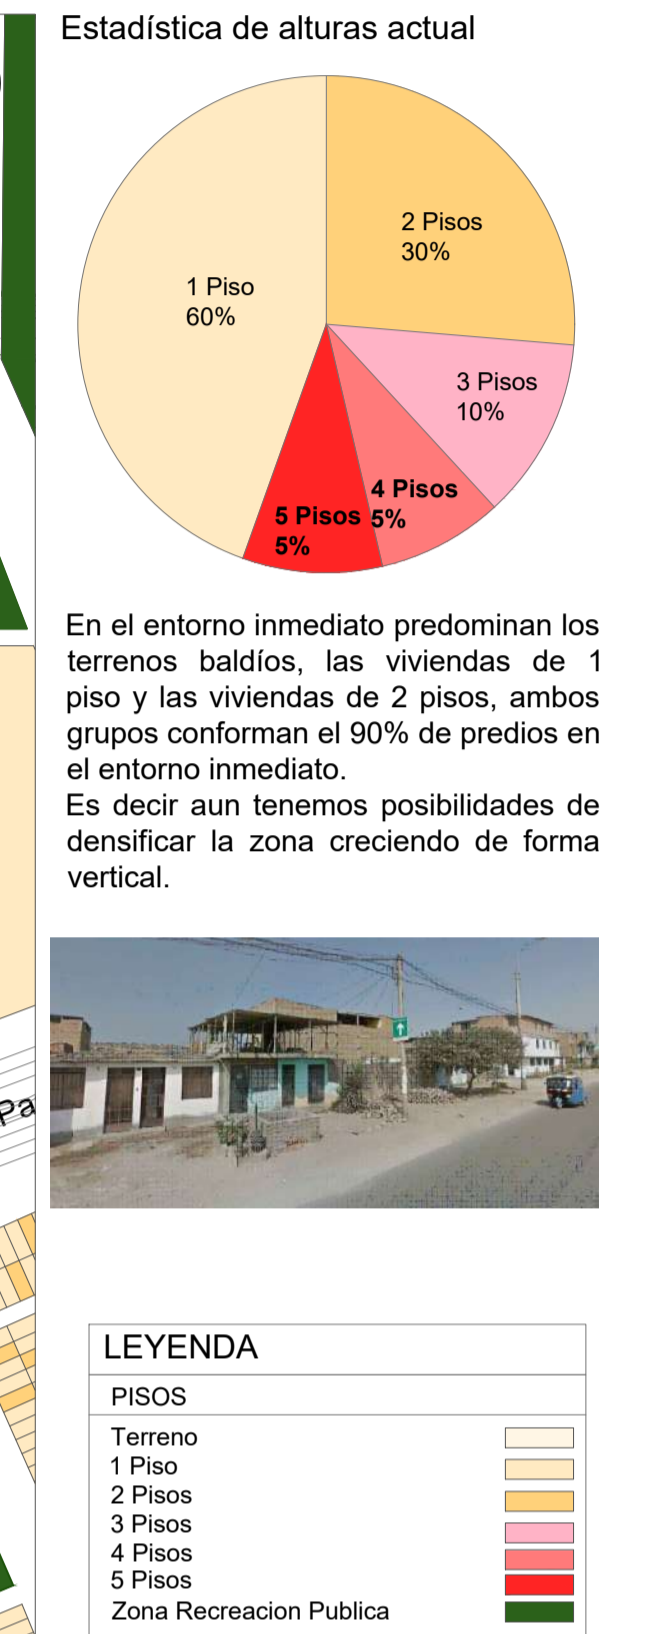 Estadística de alturas actual
2 Pisos
30%
1 Piso
60%
3 Pisos
10%
4 Pisos
5%
5 Pisos
5%
En el entorno inmediato predominan los
terrenos baldíos, las viviendas de 1
piso y las viviendas de 2 pisos, ambos
grupos conforman el 90% de predios en
el entorno inmediato.
Es decir aun tenemos posibilidades de
densificar la zona creciendo de forma
vertical.
Pa
LEYENDA
PISOS
Terreno
1 Piso
2 Pisos
3 Pisos
4 Pisos
5 Pisos
Zona Recreacion Publica